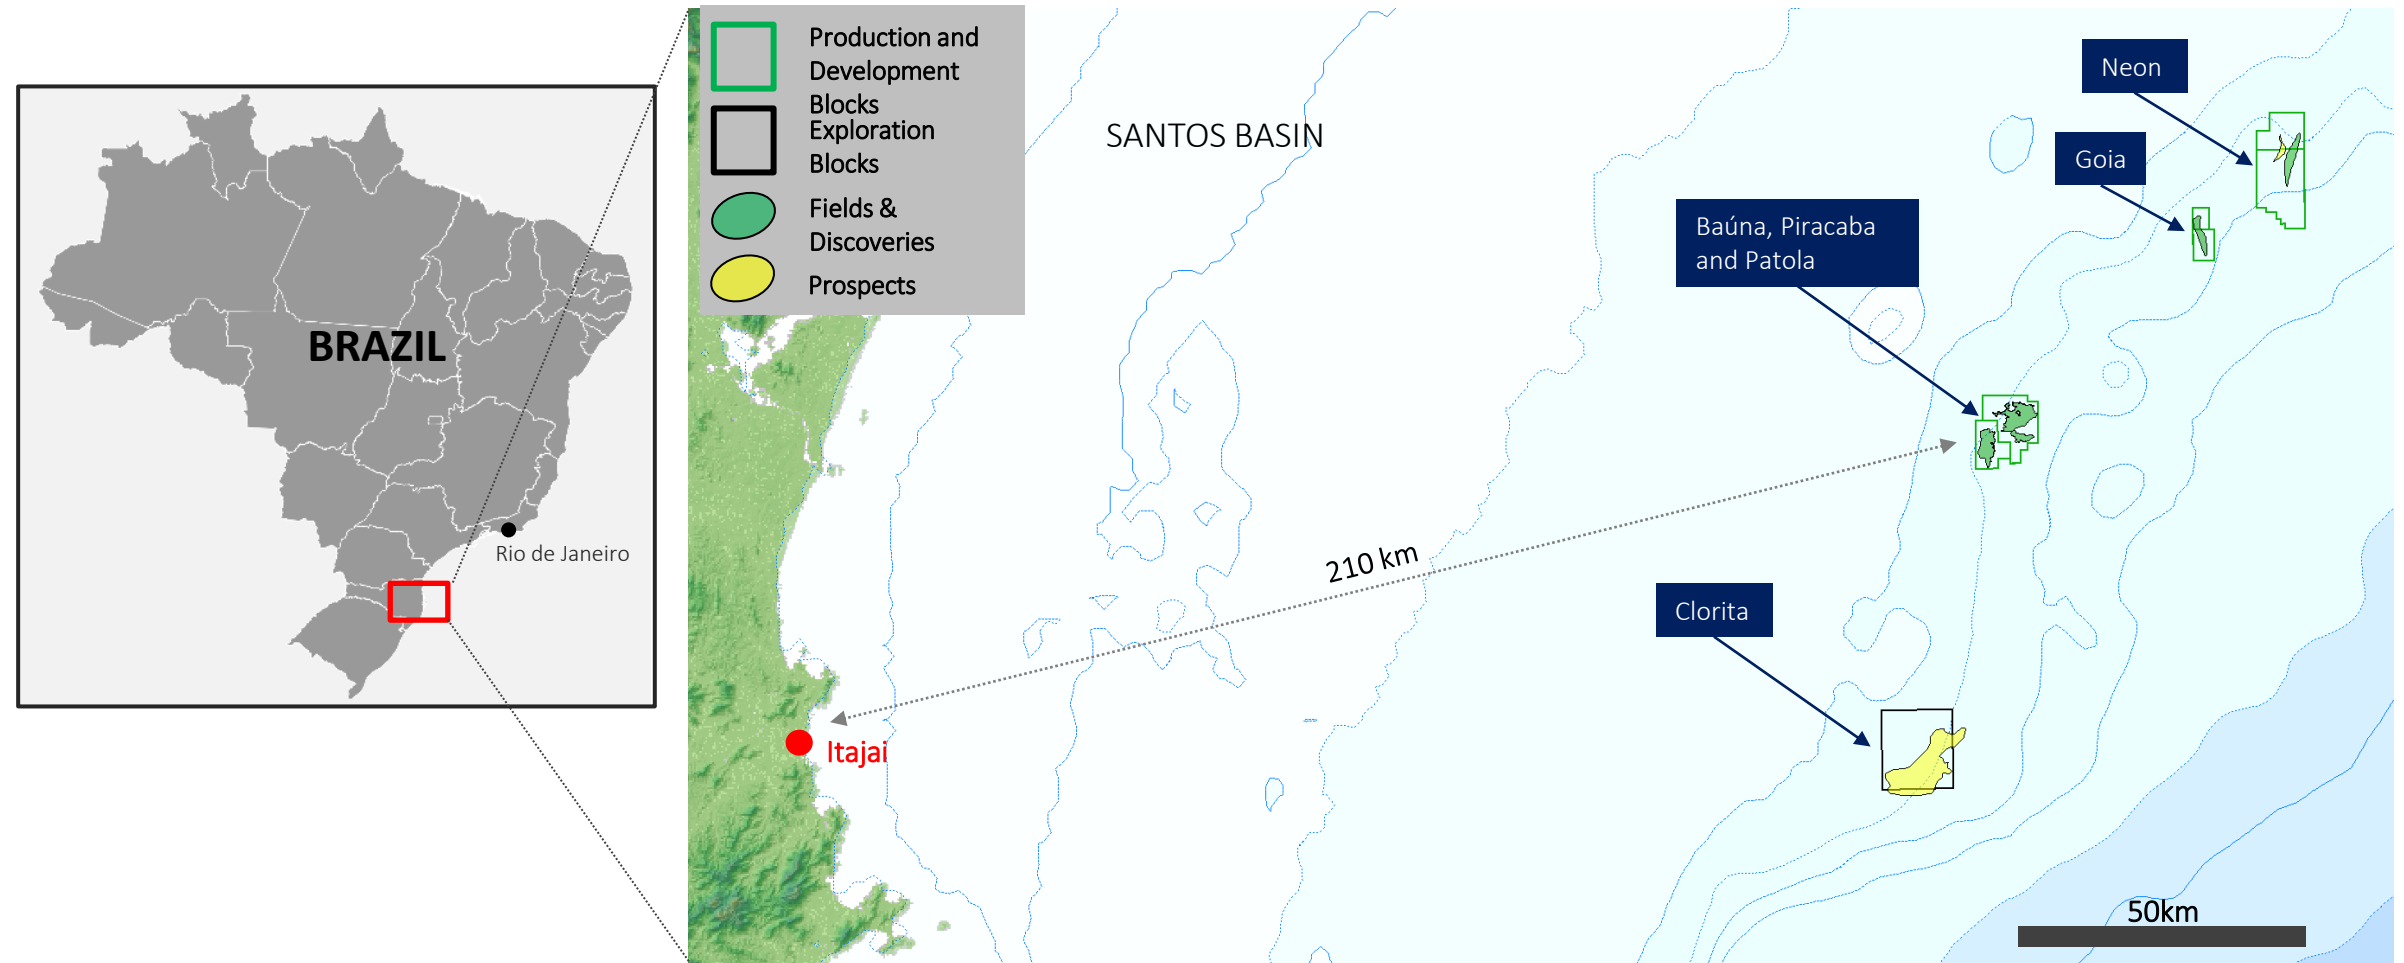 Production and
Development
Blocks
Exploration
Blocks
Fields &
Discoveries
Prospects
SANTOS BASIN
Neon
Goia
Baúna, Piracaba
and Patola
BRAZIL
Rio de Janeiro
210 km
Clorita
Itajai
50km